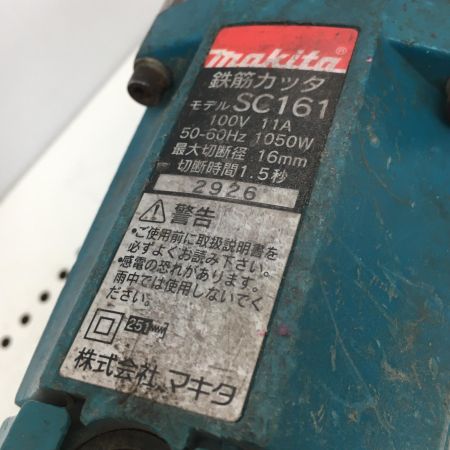 makita®
鉄筋カッタ
モデル SC161
100V 11A
50-60Hz 1050W
最大切断径 16mm
切断時間 1.5秒
2926
警告
•ご使用前に取扱説明書を
必ずよくお読み下さい。
•感電の恐れがあります。
雨中では使用しないでく
ださい。
251
株式会社 マキタ